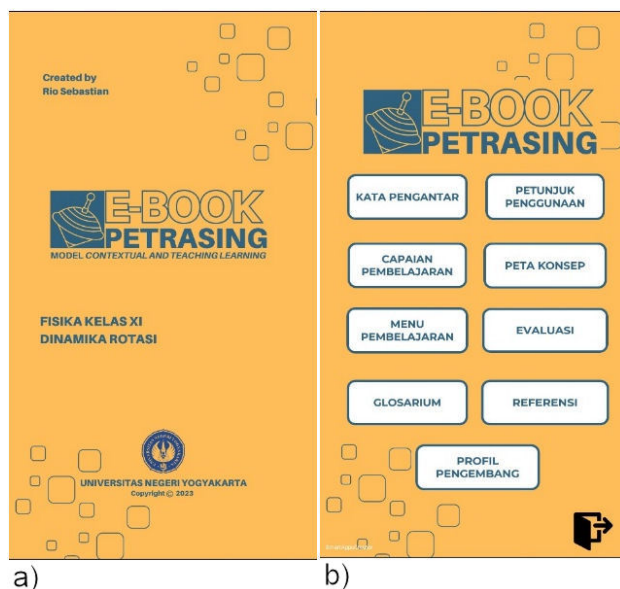 Created by
Rio Sebastian
E-BOOK
PETRASING
MODEL CONTEXTUAL AND TEACHING LEARNING
FISIKA KELAS XI
DINAMIKA ROTASI
UNIVERSITAS NEGERI YOGYAKARTA
Copyright © 2023
a)
E-BOOK
PETRASING
KATA PENGANTAR
PETUNJUK
PENGGUNAAN
CAPAIAN
PEMBELAJARAN
PETA KONSEP
MENU
PEMBELAJARAN
EVALUASI
GLOSARIUM
REFERENSI
PROFIL
PENGEMBANG
b)